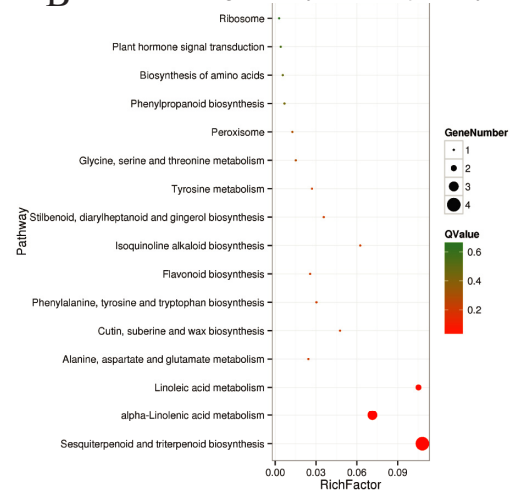 B
Ribosome
Plant hormone signal transduction
Biosynthesis of amino acids
Phenylpropanoid biosynthesis
Peroxisome
Glycine, serine and threonine metabolism
Tyrosine metabolism
Stilbenoid, diarylheptanoid and gingerol biosynthesis
Isoquinoline alkaloid biosynthesis
Flavonoid biosynthesis
Phenylalanine, tyrosine and tryptophan biosynthesis
Cutin, suberine and wax biosynthesis
Alanine, aspartate and glutamate metabolism
Linoleic acid metabolism
alpha-Linolenic acid metabolism
Sesquiterpenoid and triterpenoid biosynthesis
Pathway
0.00 0.03 0.06 0.09
RichFactor
GeneNumber
1
2
3
4
QValue
0.6
0.4
0.2